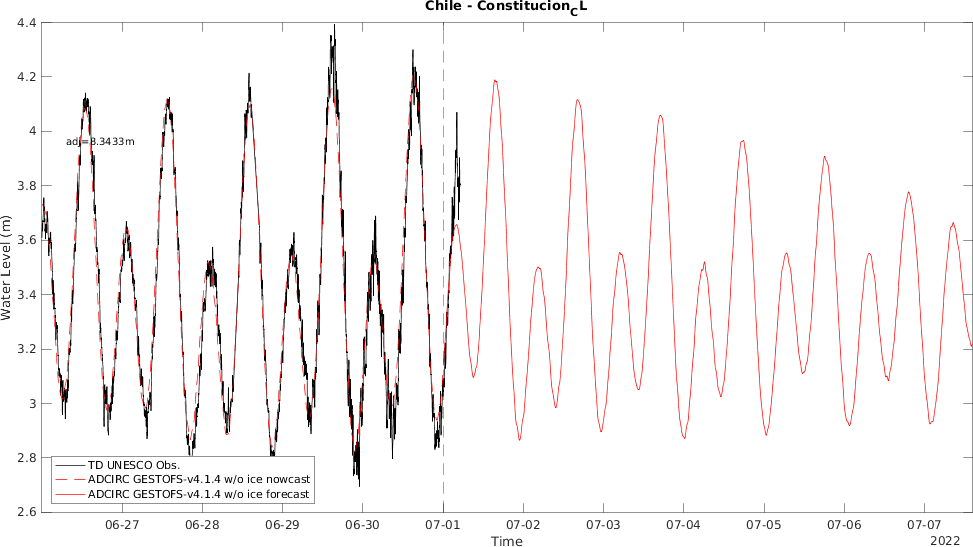 Chile - Constitucion_CL
4.4
4.2
4
3.8
3.6
3.4
3.2
3
2.8
2.6
Water Level (m)
adj=3.3433m
TD UNESCO Obs.
ADCIRC GESTOFS-v4.1.4 w/o ice nowcast
ADCIRC GESTOFS-v4.1.4 w/o ice forecast
06-27 06-28 06-29 06-30 07-01 07-02 07-03 07-04 07-05 07-06 07-07
Time
2022